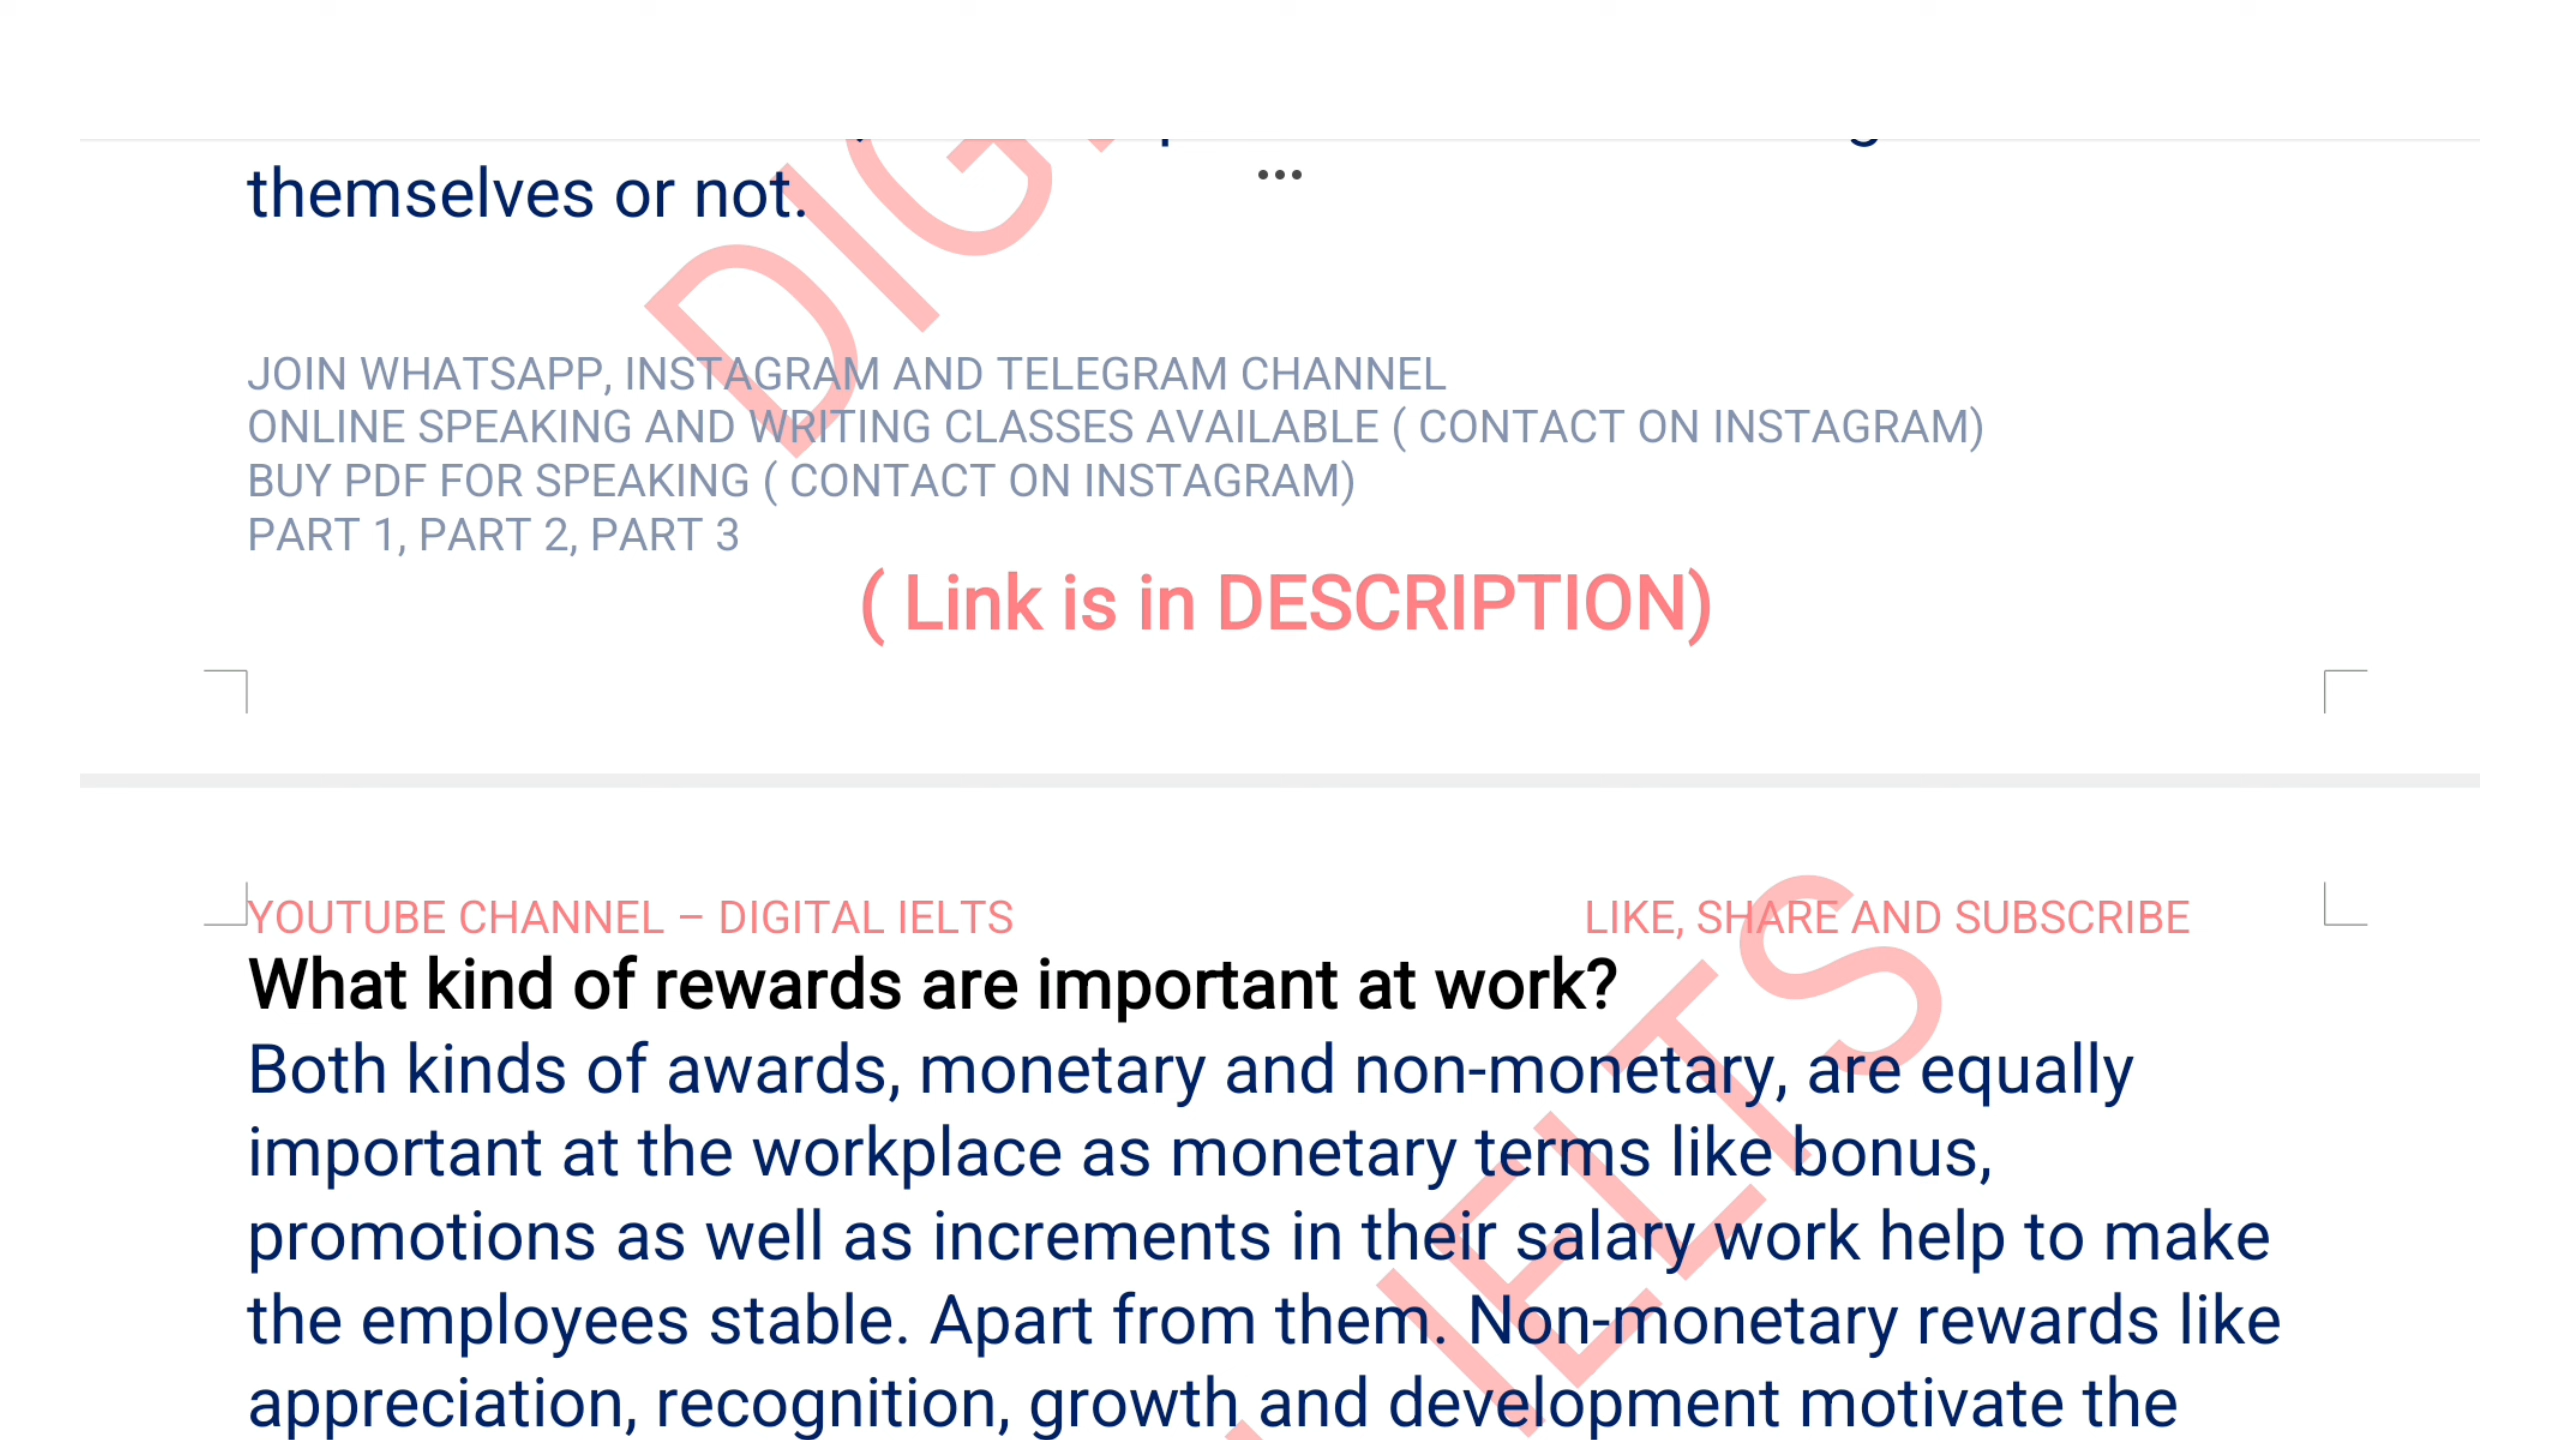 themselves or not.
JOIN WHATSAPP, INSTAGRAM AND TELEGRAM CHANNEL
ONLINE SPEAKING AND WRITING CLASSES AVAILABLE ( CONTACT ON INSTAGRAM)
BUY PDF FOR SPEAKING ( CONTACT ON INSTAGRAM)
PART 1, PART 2, PART 3
( Link is in DESCRIPTION)
DIG
YOUTUBE CHANNEL – DIGITAL IELTS LIKE, SHARE AND SUBSCRIBE
What kind of rewards are important at work?
Both kinds of awards, monetary and non-monetary, are equally
important at the workplace as monetary terms like bonus,
promotions as well as increments in their salary work help to make
the employees stable. Apart from them. Non-monetary rewards like
appreciation, recognition, growth and development motivate the
IELTS